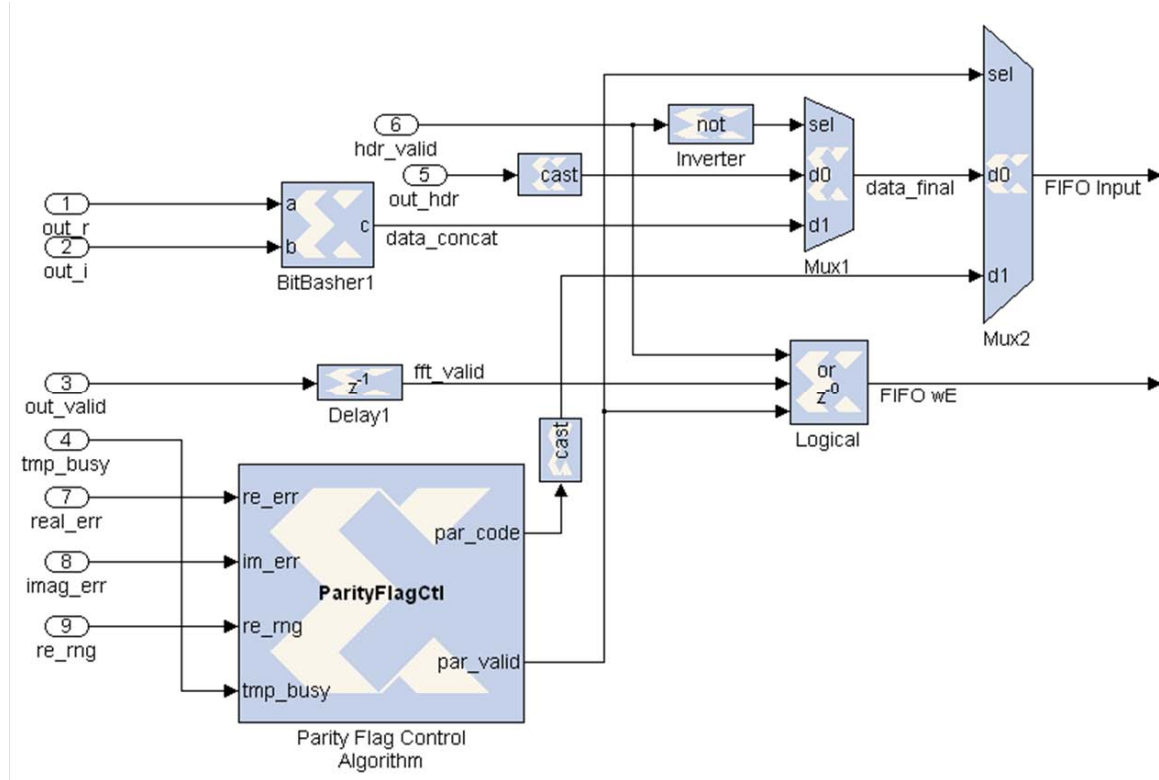 sel
6
not
sel
hdr_valid
Inverter
5
cast
d0
d0
FIFO Input
out_hdr
data_final
1
a
out_r
c
d1
2
b
data_concat
out_i
Mux1
BitBasher1
d1
Mux2
or
z-0
3
z-1
fft_valid
FIFO wE
out_valid
Delay1
Logical
4
cast
tmp_busy
7
re_err
real_err
par_code
8
im_err
imag_err
ParityFlagCtl
9
re_rng
re_rng
par_valid
tmp_busy
Parity Flag Control
Algorithm